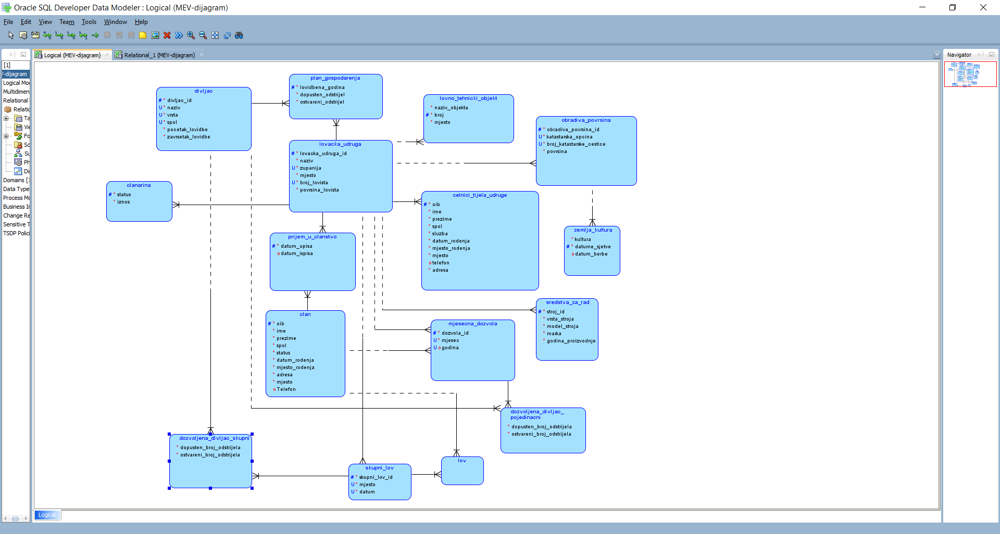 Oracle SQL Developer Data Modeler : Logical (MEV-dijagram)
File Edit View Team Tools Window Help
Logical (MEV-dijagram)
Relational_1 (MEV-dijagram)
Navigator
[1]
-dijagram
Logical Mo
Multidimen
Relational
Relatio
Ta
Vie
Fo
Sc
Su
Ph
Dis
Domains [1
Data Type
Process Mo
Business In
Change Re
Sensitive T
TSDP Polici
divljac
# * divljac_id
U * naziv
U * vrsta
U * spol
* pocetak_lovidbe
* zavrsetak_lovidbe
plan_gospodarenja
# * lovidbena_godina
* dopusten_odstrijel
* ostvareni_odstrijel
lovno_tehnicki_objekt
* naziv_objekta
# * broj
* mjesto
obradiva_povrsina
# * obradiva_povrsina_id
U * katastarska_opcina
U * broj_katastarske_cestice
* povrsina
lovacka_udruga
# * lovacka_udruga_id
* naziv
U * zupanija
* mjesto
U * broj_lovista
* povrsina_lovista
clanarina
# * status
* iznos
celnici_tijela_udruge
# * oib
* ime
* prezime
* spol
* sluzba
* datum_rodenja
* mjesto_rodenja
* mjesto
o telefon
* adresa
zemlja_kultura
* kultura
# * datume_sjetve
o datum_berbe
prijem_u_clanstvo
# * datum_upisa
o datum_ispisa
clan
# * oib
* ime
* prezime
* spol
* status
* datum_rodenja
* mjesto_rodenja
* adresa
* mjesto
o Telefon
mjesecna_dozvola
# * dozvola_id
U * mjesec
U o godina
sredstva_za_rad
# * stroj_id
* vrsta_stroja
* model_stroja
* marka
* godina_proizvodnje
dozvoljena_divljac_
pojedinacni
* dopusten_broj_odstrijela
* ostvareni_broj_odstrijela
dozvoljena_divljac_skupni
* dopusten_broj_odstrijela
* ostvareni_broj_odstrijela
skupni_lov
# * skupni_lov_id
U * mjesto
U * datum
lov
Logical